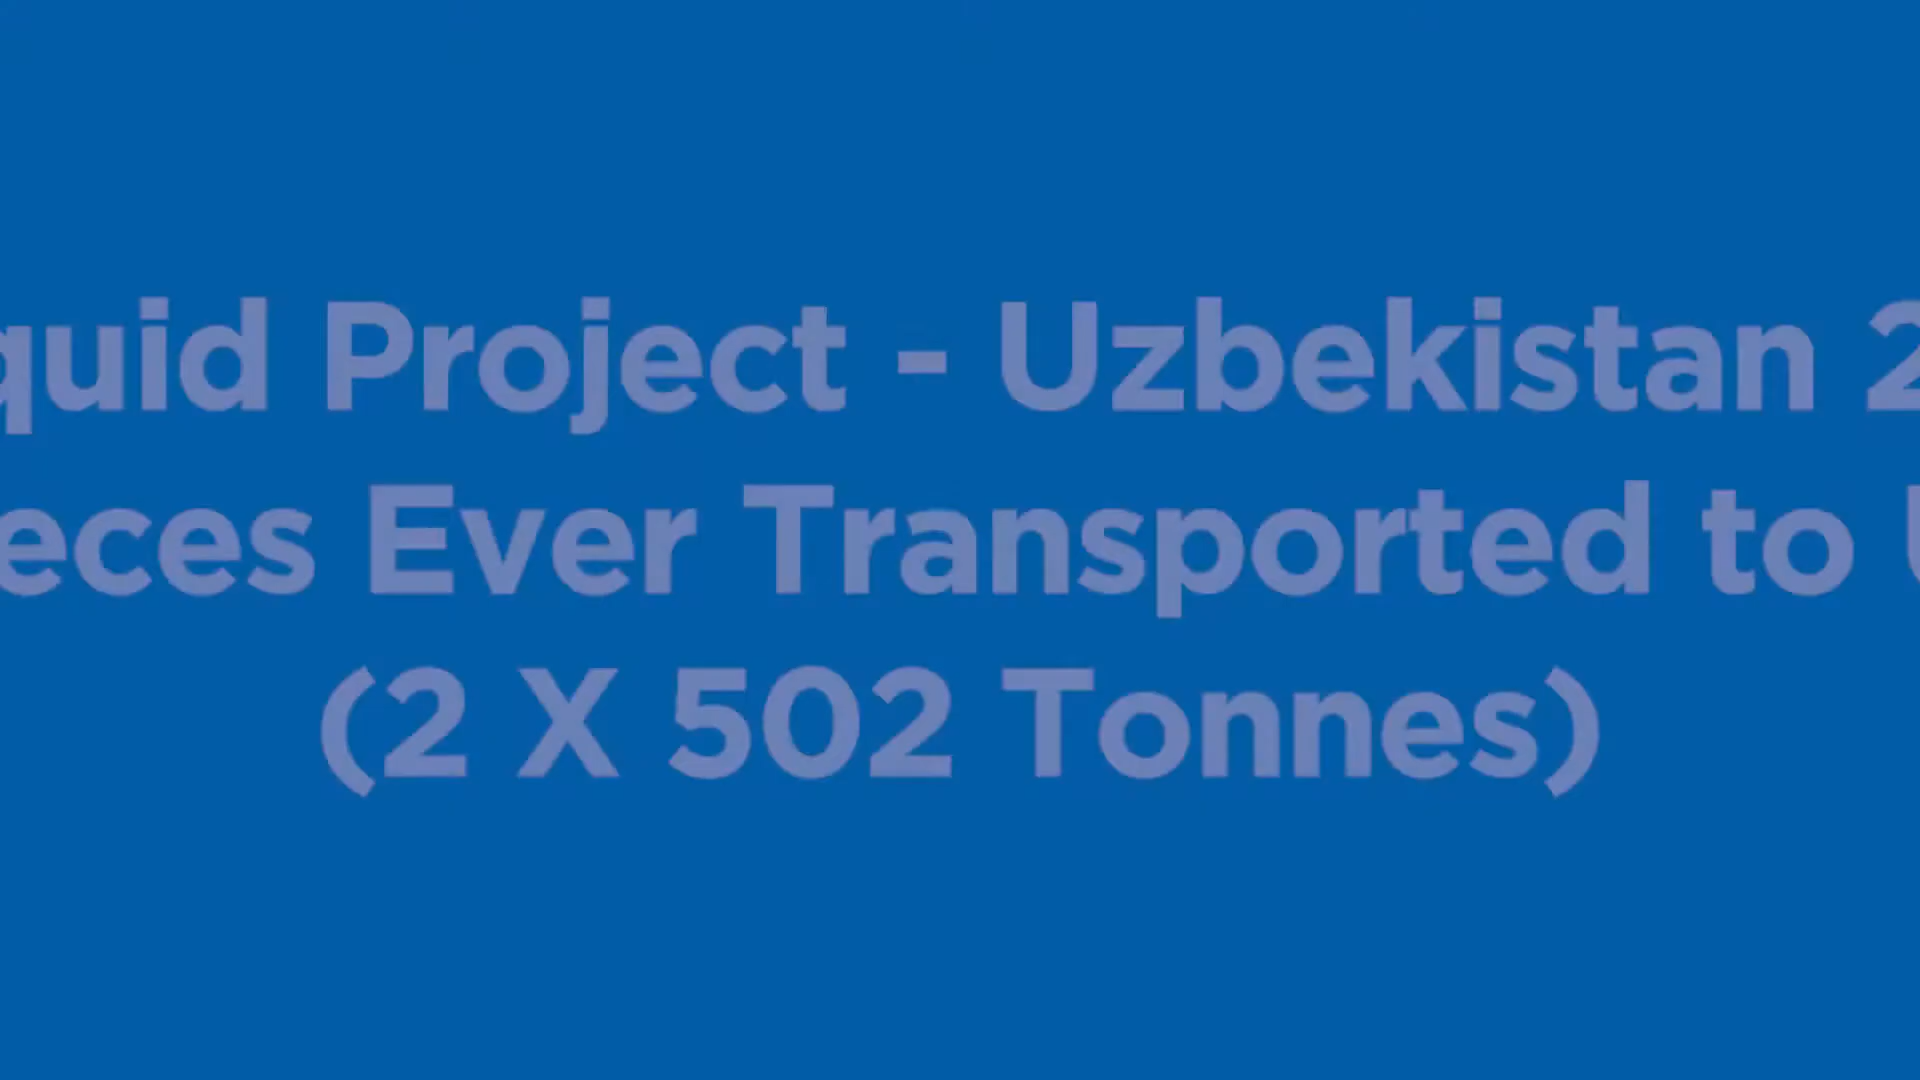 quid Project - Uzbekistan 2
eces Ever Transported to U
(2 X 502 Tonnes)